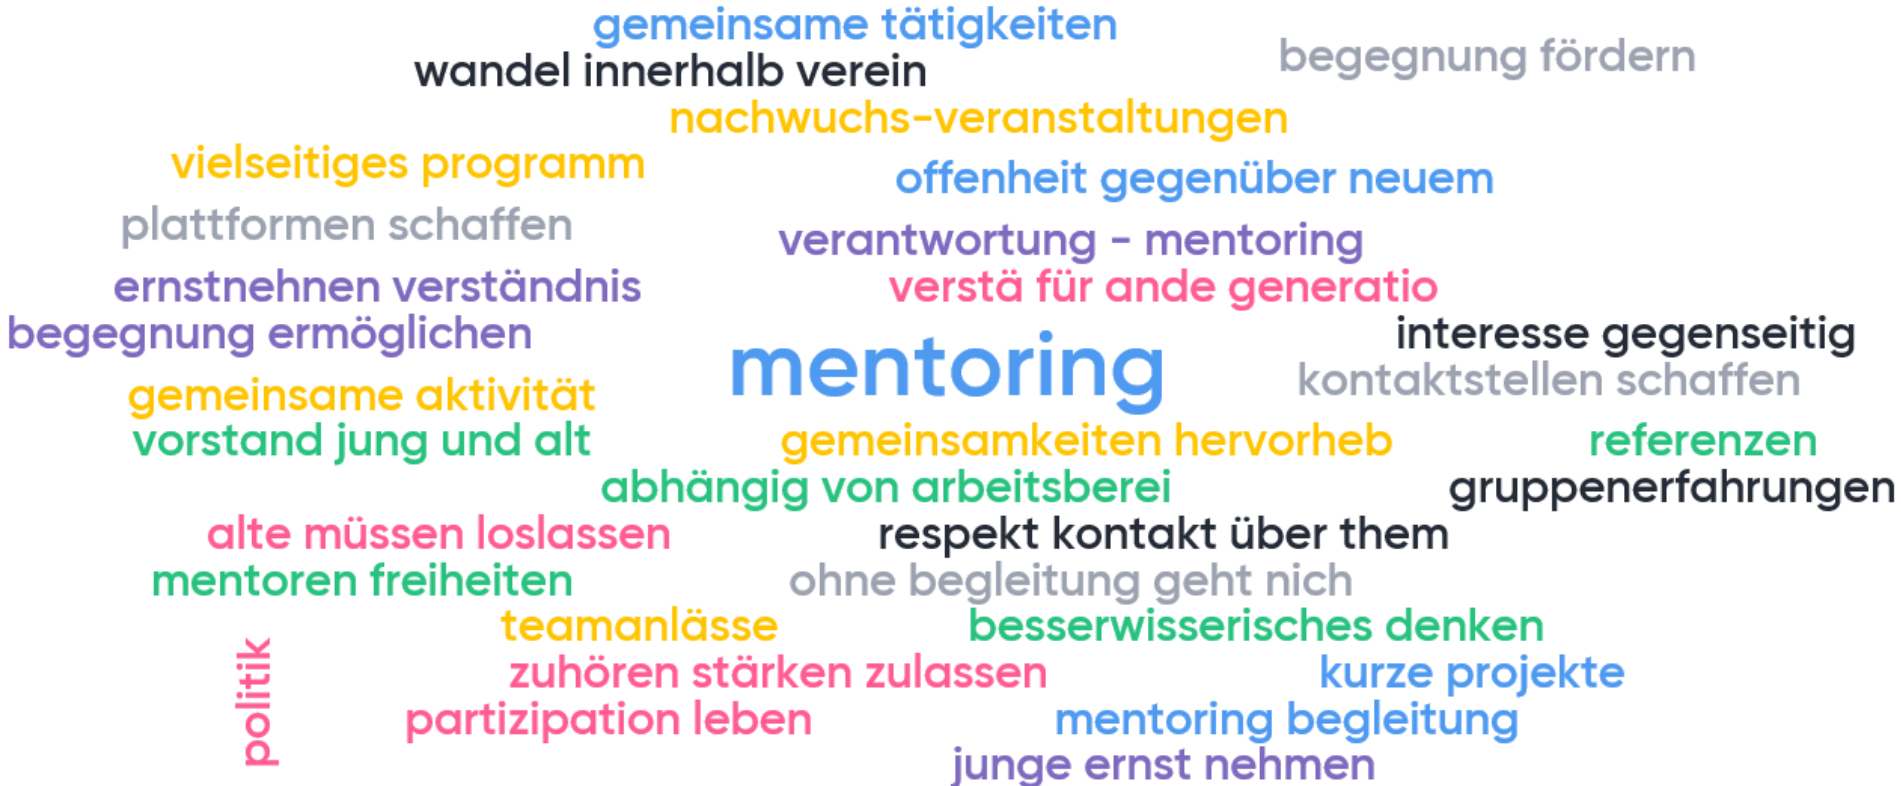 gemeinsame tätigkeiten
begegnung fördern
wandel innerhalb verein
nachwuchs-veranstaltungen
vielseitiges programm
offenheit gegenüber neuem
plattformen schaffen
verantwortung - mentoring
ernstnehnen verständnis
verstä für ande generatio
begegnung ermöglichen
interesse gegenseitig
mentoring
kontaktstellen schaffen
gemeinsame aktivität
vorstand jung und alt
gemeinsamkeiten hervorheb
referenzen
abhängig von arbeitsberei
gruppenerfahrungen
alte müssen loslassen
respekt kontakt über them
mentoren freiheiten
ohne begleitung geht nich
teamanlässe
besserwisserisches denken
politik
zuhören stärken zulassen
kurze projekte
partizipation leben
mentoring begleitung
junge ernst nehmen